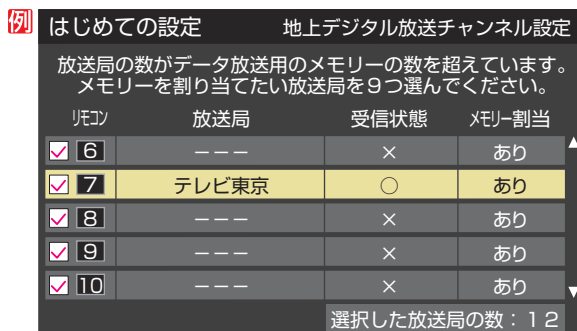 例
はじめての設定 地上デジタル放送チャンネル設定
放送局の数がデータ放送用のメモリーの数を超えています。
メモリーを割り当てたい放送局を9つ選んでください。
リモコン 放送局 受信状態 メモリー割当
6 ーーー × あり
7 テレビ東京 ○ あり
8 ーーー × あり
9 ーーー × あり
10 ーーー × あり
選択した放送局の数：12